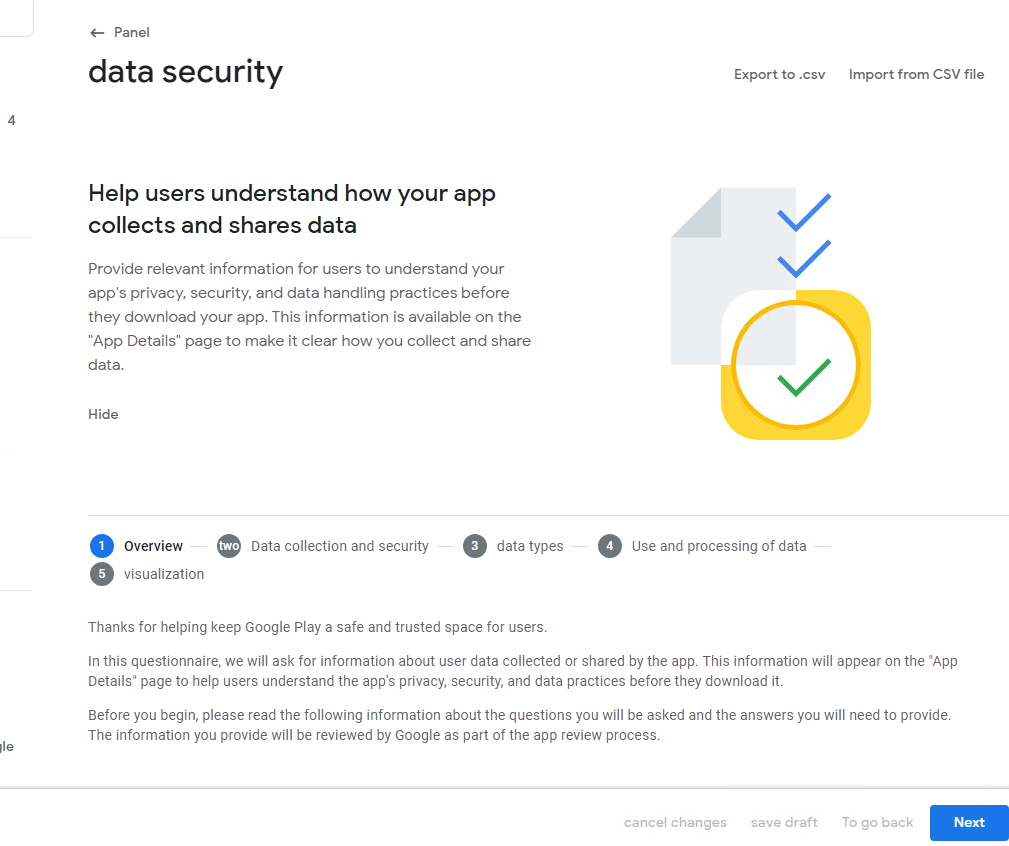 Panel
data security
Export to .csv
Import from CSV file
4
Help users understand how your app
collects and shares data
Provide relevant information for users to understand your
app's privacy, security, and data handling practices before
they download your app. This information is available on the
"App Details" page to make it clear how you collect and share
data.
Hide
1 Overview two Data collection and security 3 data types 4 Use and processing of data
5 visualization
Thanks for helping keep Google Play a safe and trusted space for users.
In this questionnaire, we will ask for information about user data collected or shared by the app. This information will appear on the "App
Details" page to help users understand the app's privacy, security, and data practices before they download it.
Before you begin, please read the following information about the questions you will be asked and the answers you will need to provide.
The information you provide will be reviewed by Google as part of the app review process.
cancel changes save draft To go back Next